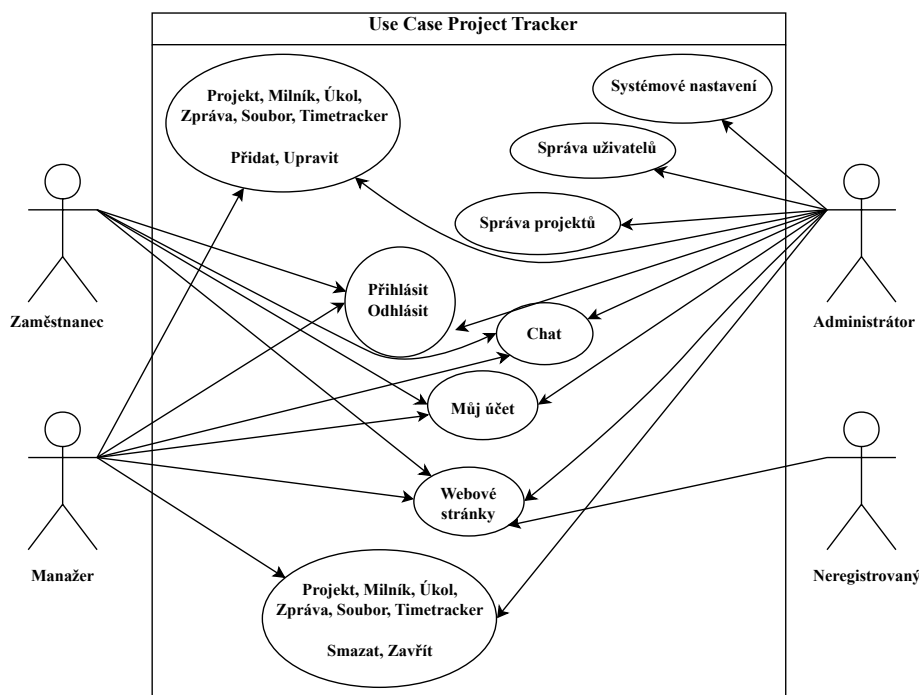 Use Case Project Tracker
Projekt, Milník, Úkol,
Zpráva, Soubor, Timetracker
Přidat, Upravit
Systémové nastavení
Správa uživatelů
Správa projektů
Zaměstnanec
Přihlásit
Odhlásit
Chat
Administrátor
Můj účet
Webové
stránky
Manažer
Neregistrovaný
Projekt, Milník, Úkol,
Zpráva, Soubor, Timetracker
Smazat, Zavřít